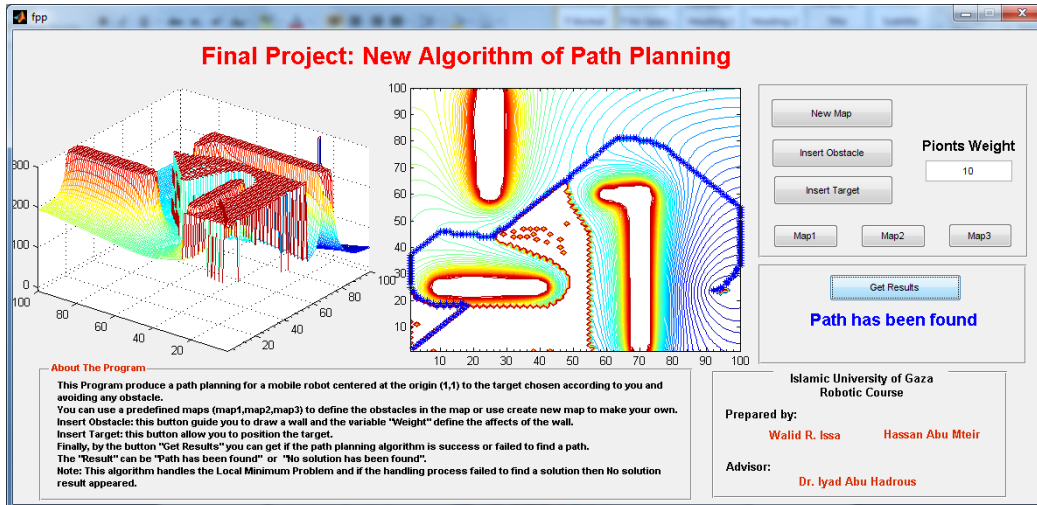 fpp
Final Project: New Algorithm of Path Planning
300
200
100
0
100
80
60
40
20
20
40
60
80
100
100
90
80
70
60
50
40
30
20
10
10 20 30 40 50 60 70 80 90 100
New Map
Insert Obstacle
Insert Target
Pionts Weight
10
Map1 Map2 Map3
Get Results
Path has been found
About The Program
This Program produce a path planning for a mobile robot centered at the origin (1,1) to the target chosen according to you and
avoiding any obstacle.
You can use a predefined maps (map1,map2,map3) to define the obstacles in the map or use create new map to make your own.
Insert Obstacle: this button guide you to draw a wall and the variable "Weight" define the affects of the wall.
Insert Target: this button allow you to position the target.
Finally, by the button "Get Results" you can get if the path planning algorithm is success or failed to find a path.
The "Result" can be "Path has been found" or "No solution has been found".
Note: This algorithm handles the Local Minimum Problem and if the handling process failed to find a solution then No solution
result appeared.
Islamic University of Gaza
Robotic Course
Prepared by:
Walid R. Issa Hassan Abu Mteir
Advisor:
Dr. Iyad Abu Hadrous